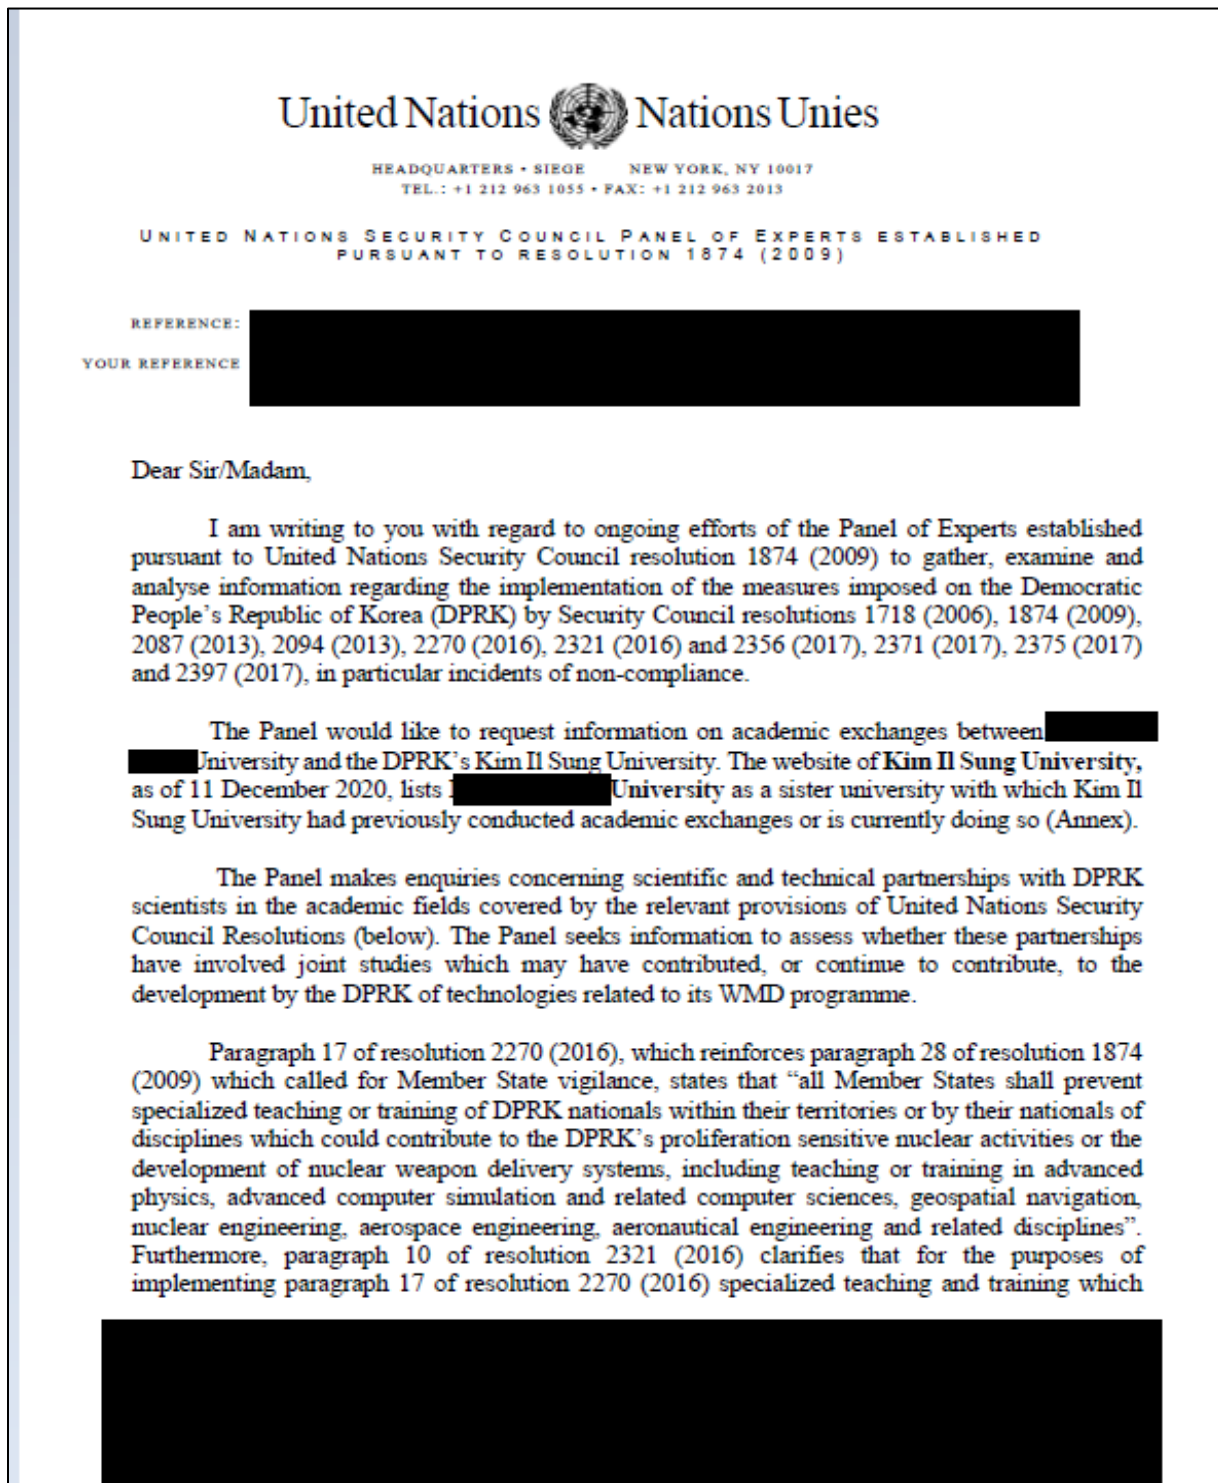 United Nations Nations Unies
HEADQUARTERS • SIEGE NEW YORK, NY 10017
TEL.: +1 212 963 1055 • FAX: +1 212 963 2013
UNITED NATIONS SECURITY COUNCIL PANEL OF EXPERTS ESTABLISHED
PURSUANT TO RESOLUTION 1874 (2009)
REFERENCE:
YOUR REFERENCE
Dear Sir/Madam,
I am writing to you with regard to ongoing efforts of the Panel of Experts established
pursuant to United Nations Security Council resolution 1874 (2009) to gather, examine and
analyse information regarding the implementation of the measures imposed on the Democratic
People's Republic of Korea (DPRK) by Security Council resolutions 1718 (2006), 1874 (2009),
2087 (2013), 2094 (2013), 2270 (2016), 2321 (2016) and 2356 (2017), 2371 (2017), 2375 (2017)
and 2397 (2017), in particular incidents of non-compliance.
The Panel would like to request information on academic exchanges between
University and the DPRK's Kim Il Sung University. The website of Kim Il Sung University,
as of 11 December 2020, lists University as a sister university with which Kim Il
Sung University had previously conducted academic exchanges or is currently doing so (Annex).
The Panel makes enquiries concerning scientific and technical partnerships with DPRK
scientists in the academic fields covered by the relevant provisions of United Nations Security
Council Resolutions (below). The Panel seeks information to assess whether these partnerships
have involved joint studies which may have contributed, or continue to contribute, to the
development by the DPRK of technologies related to its WMD programme.
Paragraph 17 of resolution 2270 (2016), which reinforces paragraph 28 of resolution 1874
(2009) which called for Member State vigilance, states that “all Member States shall prevent
specialized teaching or training of DPRK nationals within their territories or by their nationals of
disciplines which could contribute to the DPRK's proliferation sensitive nuclear activities or the
development of nuclear weapon delivery systems, including teaching or training in advanced
physics, advanced computer simulation and related computer sciences, geospatial navigation,
nuclear engineering, aerospace engineering, aeronautical engineering and related disciplines”.
Furthermore, paragraph 10 of resolution 2321 (2016) clarifies that for the purposes of
implementing paragraph 17 of resolution 2270 (2016) specialized teaching and training which